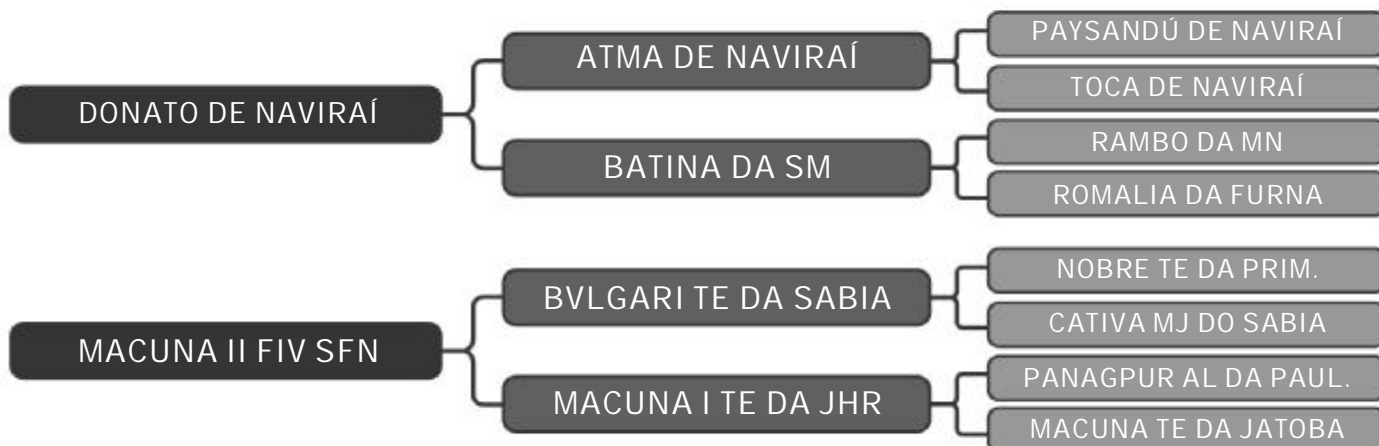 PAYSANDÚ DE NAVIRAÍ
ATMA DE NAVIRAÍ
TOCA DE NAVIRAÍ
DONATO DE NAVIRAÍ
RAMBO DA MN
BATINA DA SM
ROMALIA DA FURNA
NOBRE TE DA PRIM.
BVLGARI TE DA SABIA
CATIVA MJ DO SABIA
MACUNA II FIV SFN
PANAGPUR AL DA PAUL.
MACUNA I TE DA JHR
MACUNA TE DA JATOBA